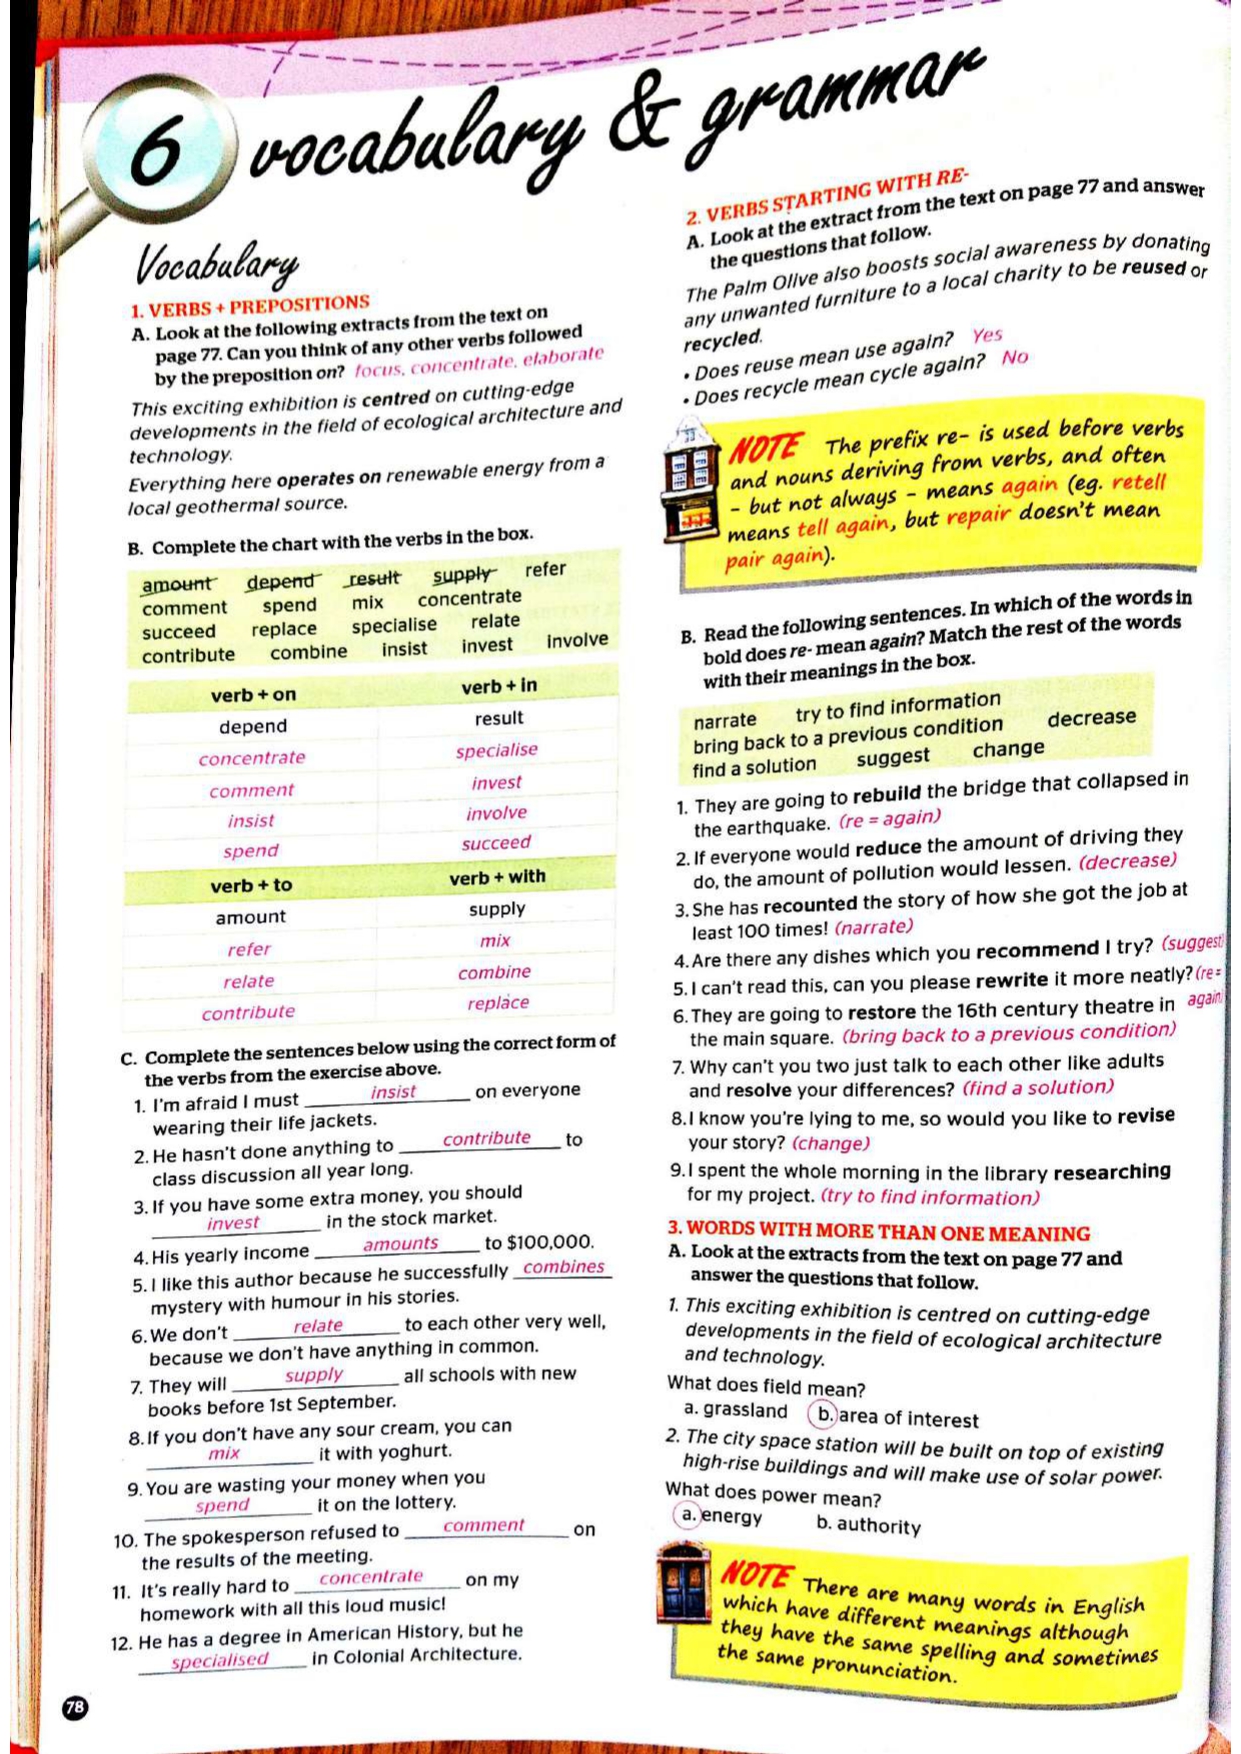 6 vocabulary & grammar
Vocabulary
1. VERBS + PREPOSITIONS
A. Look at the following extracts from the text on
page 77. Can you think of any other verbs followed
by the preposition on? focus, concentrate, elaborate
This exciting exhibition is centred on cutting-edge
developments in the field of ecological architecture and
technology.
Everything here operates on renewable energy from a
local geothermal source.
B. Complete the chart with the verbs in the box.
amount depend result supply refer
comment spend mix concentrate
succeed replace specialise relate
contribute combine insist invest involve
verb + on verb + in
depend result
concentrate specialise
comment invest
insist involve
spend succeed
verb + to verb + with
amount supply
refer mix
relate combine
contribute replace
C. Complete the sentences below using the correct form of
the verbs from the exercise above.
1. I'm afraid I must insist on everyone
wearing their life jackets.
2. He hasn't done anything to contribute to
class discussion all year long.
3. If you have some extra money, you should
invest in the stock market.
4. His yearly income amounts to $100,000.
5. I like this author because he successfully combines
mystery with humour in his stories.
6. We don't relate to each other very well,
because we don't have anything in common.
7. They will supply all schools with new
books before 1st September.
8. If you don't have any sour cream, you can
mix it with yoghurt.
9. You are wasting your money when you
spend it on the lottery.
10. The spokesperson refused to comment on
the results of the meeting.
11. It's really hard to concentrate on my
homework with all this loud music!
12. He has a degree in American History, but he
specialised in Colonial Architecture.
78
2. VERBS STARTING WITH RE-
A. Look at the extract from the text on page 77 and answer
the questions that follow.
The Palm Olive also boosts social awareness by donating
any unwanted furniture to a local charity to be reused or
recycled.
• Does reuse mean use again? Yes
• Does recycle mean cycle again? No
NOTE The prefix re- is used before verbs
and nouns deriving from verbs, and often
- but not always - means again (eg. retell
means tell again, but repair doesn't mean
pair again).
B. Read the following sentences. In which of the words in
bold does re- mean again? Match the rest of the words
with their meanings in the box.
narrate try to find information
bring back to a previous condition decrease
find a solution suggest change
1. They are going to rebuild the bridge that collapsed in
the earthquake. (re = again)
2. If everyone would reduce the amount of driving they
do, the amount of pollution would lessen. (decrease)
3. She has recounted the story of how she got the job at
least 100 times! (narrate)
4. Are there any dishes which you recommend I try? (suggest)
5. I can't read this, can you please rewrite it more neatly? (re =
again)
6. They are going to restore the 16th century theatre in
the main square. (bring back to a previous condition)
7. Why can't you two just talk to each other like adults
and resolve your differences? (find a solution)
8. I know you're lying to me, so would you like to revise
your story? (change)
9. I spent the whole morning in the library researching
for my project. (try to find information)
3. WORDS WITH MORE THAN ONE MEANING
A. Look at the extracts from the text on page 77 and
answer the questions that follow.
1. This exciting exhibition is centred on cutting-edge
developments in the field of ecological architecture
and technology.
What does field mean?
a. grassland b. area of interest
2. The city space station will be built on top of existing
high-rise buildings and will make use of solar power.
What does power mean?
a. energy b. authority
NOTE There are many words in English
which have different meanings although
they have the same spelling and sometimes
the same pronunciation.